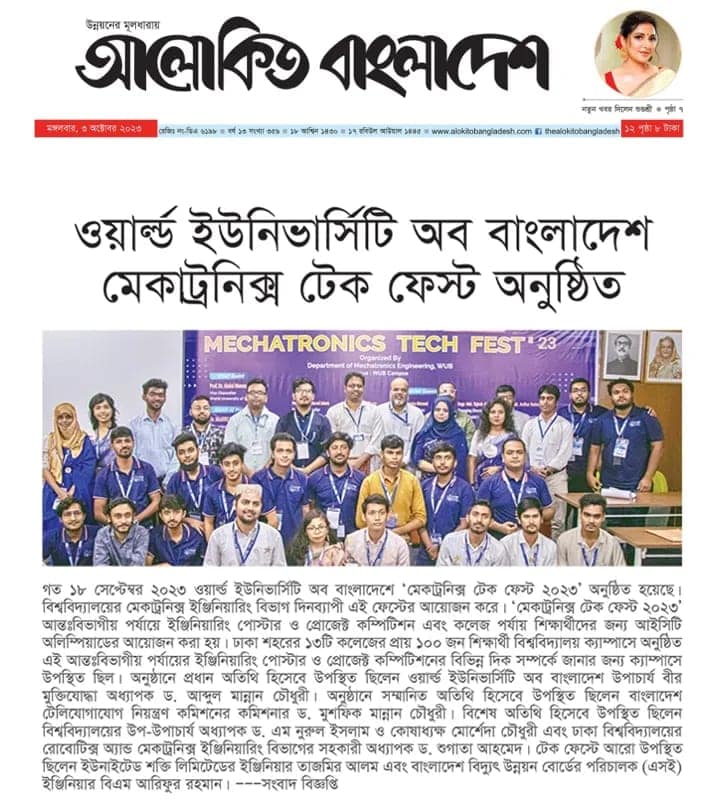 উন্নয়নের মূলধারায়
আলোকিত বাংলাদেশ
নতুন খবর দিলেন শুভশ্রী ● পৃষ্ঠা ৭
মঙ্গলবার, ৩ অক্টোবর ২০২৩
রেজিঃ নং-ডিএ ৬১৯৮ ■ বর্ষ ১৩ সংখ্যা ৩৫৯ ■ ১৮ আশ্বিন ১৪৩০ ■ ১৭ রবিউল আউয়াল ১৪৪৫ ■ www.alokitobangladesh.com thealokitobangladesh
১২ পৃষ্ঠা ৮ টাকা
ওয়ার্ল্ড ইউনিভার্সিটি অব বাংলাদেশ
মেকাট্রনিক্স টেক ফেস্ট অনুষ্ঠিত
MECHATRONICS TECH FEST'23
Organized By
Department of Mechatronics Engineering, WUB
: WUB Campus
Vice Chancellor
গত ১৮ সেপ্টেম্বর ২০২৩ ওয়ার্ল্ড ইউনিভার্সিটি অব বাংলাদেশে ‘মেকাট্রনিক্স টেক ফেস্ট ২০২৩’ অনুষ্ঠিত হয়েছে।
বিশ্ববিদ্যালয়ের মেকাট্রনিক্স ইঞ্জিনিয়ারিং বিভাগ দিনব্যাপী এই ফেস্টের আয়োজন করে। ‘মেকাট্রনিক্স টেক ফেস্ট ২০২৩’
আন্তঃবিভাগীয় পর্যায়ে ইঞ্জিনিয়ারিং পোস্টার ও প্রোজেক্ট কম্পিটিশন এবং কলেজ পর্যায় শিক্ষার্থীদের জন্য আইসিটি
অলিম্পিয়াডের আয়োজন করা হয়। ঢাকা শহরের ১৩টি কলেজের প্রায় ১০০ জন শিক্ষার্থী বিশ্ববিদ্যালয় ক্যাম্পাসে অনুষ্ঠিত
এই আন্তঃবিভাগীয় পর্যায়ের ইঞ্জিনিয়ারিং পোস্টার ও প্রোজেক্ট কম্পিটিশনের বিভিন্ন দিক সম্পর্কে জানার জন্য ক্যাম্পাসে
উপস্থিত ছিল। অনুষ্ঠানে প্রধান অতিথি হিসেবে উপস্থিত ছিলেন ওয়ার্ল্ড ইউনিভার্সিটি অব বাংলাদেশ উপাচার্য বীর
মুক্তিযোদ্ধা অধ্যাপক ড. আব্দুল মান্নান চৌধুরী। অনুষ্ঠানে সম্মানিত অতিথি হিসেবে উপস্থিত ছিলেন বাংলাদেশ
টেলিযোগাযোগ নিয়ন্ত্রণ কমিশনের কমিশনার ড. মুশফিক মান্নান চৌধুরী। বিশেষ অতিথি হিসেবে উপস্থিত ছিলেন
বিশ্ববিদ্যালয়ের উপ-উপাচার্য অধ্যাপক ড. এম নুরুল ইসলাম ও কোষাধ্যক্ষ মোর্শেদা চৌধুরী এবং ঢাকা বিশ্ববিদ্যালয়ের
রোবোটিক্স অ্যান্ড মেকাট্রনিক্স ইঞ্জিনিয়ারিং বিভাগের সহকারী অধ্যাপক ড. শুগাতা আহমেদ। টেক ফেস্টে আরো উপস্থিত
ছিলেন ইউনাইটেড শক্তি লিমিটেডের ইঞ্জিনিয়ার তাজমির আলম এবং বাংলাদেশ বিদ্যুৎ উন্নয়ন বোর্ডের পরিচালক (এসই)
ইঞ্জিনিয়ার বিএম আরিফুর রহমান। ---সংবাদ বিজ্ঞপ্তি